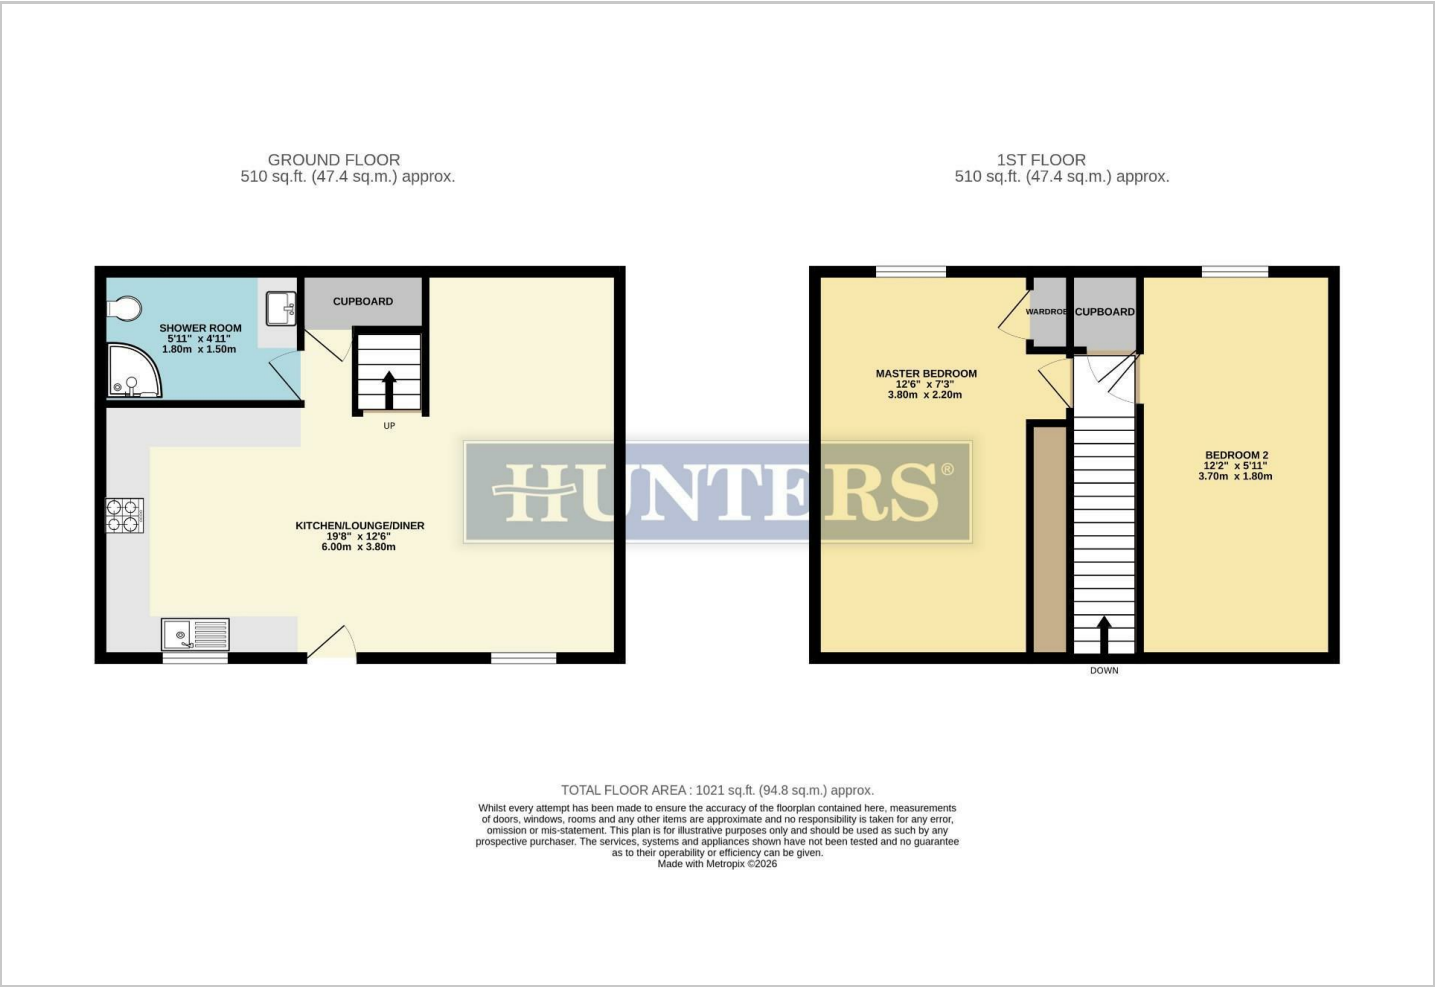 GROUND FLOOR
510 sq.ft. (47.4 sq.m.) approx.
1ST FLOOR
510 sq.ft. (47.4 sq.m.) approx.
CUPBOARD
SHOWER ROOM
5'11" x 4'11"
1.80m x 1.50m
UP
KITCHEN/LOUNGE/DINER
19'8" x 12'6"
6.00m x 3.80m
WARDROBE
CUPBOARD
MASTER BEDROOM
12'6" x 7'3"
3.80m x 2.20m
BEDROOM 2
12'2" x 5'11"
3.70m x 1.80m
DOWN
HUNTERS®
TOTAL FLOOR AREA : 1021 sq.ft. (94.8 sq.m.) approx.
Whilst every attempt has been made to ensure the accuracy of the floorplan contained here, measurements
of doors, windows, rooms and any other items are approximate and no responsibility is taken for any error,
omission or mis-statement. This plan is for illustrative purposes only and should be used as such by any
prospective purchaser. The services, systems and appliances shown have not been tested and no guarantee
as to their operability or efficiency can be given.
Made with Metropix ©2026